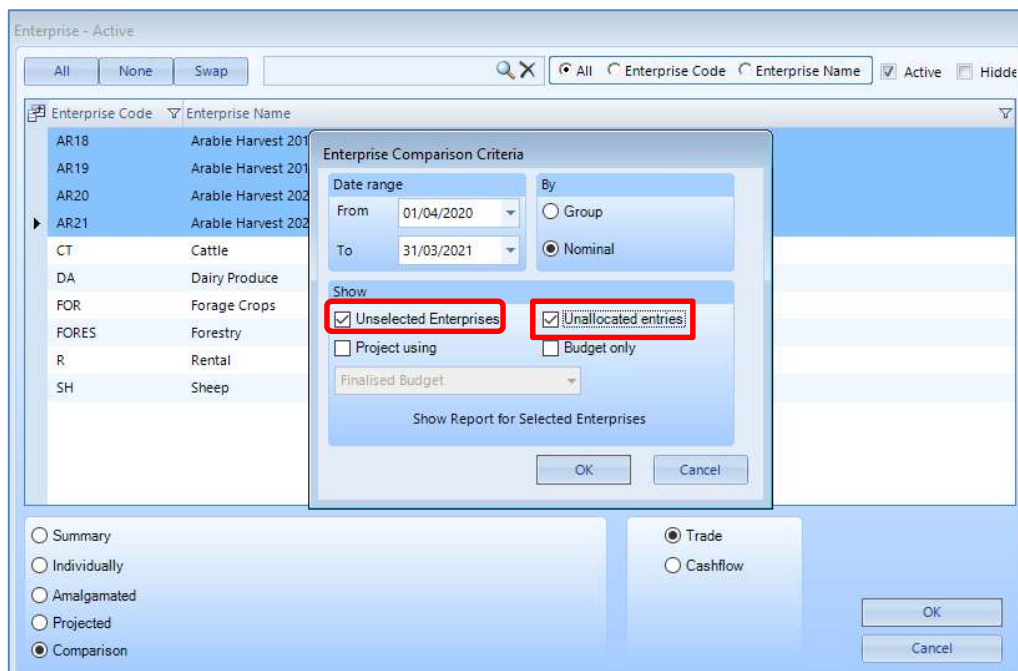 Enterprise - Active
All None Swap All Enterprise Code Enterprise Name Active Hidde
Enterprise Code Enterprise Name
AR18 Arable Harvest 201
AR19 Arable Harvest 201
AR20 Arable Harvest 202
AR21 Arable Harvest 202
CT Cattle
DA Dairy Produce
FOR Forage Crops
FORES Forestry
R Rental
SH Sheep
Enterprise Comparison Criteria
Date range By
From 01/04/2020 Group
To 31/03/2021 Nominal
Show
Unselected Enterprises Unallocated entries
Project using Budget only
Finalised Budget
Show Report for Selected Enterprises
OK Cancel
Summary Trade
Individually Cashflow
Amalgamated
Projected OK
Comparison Cancel